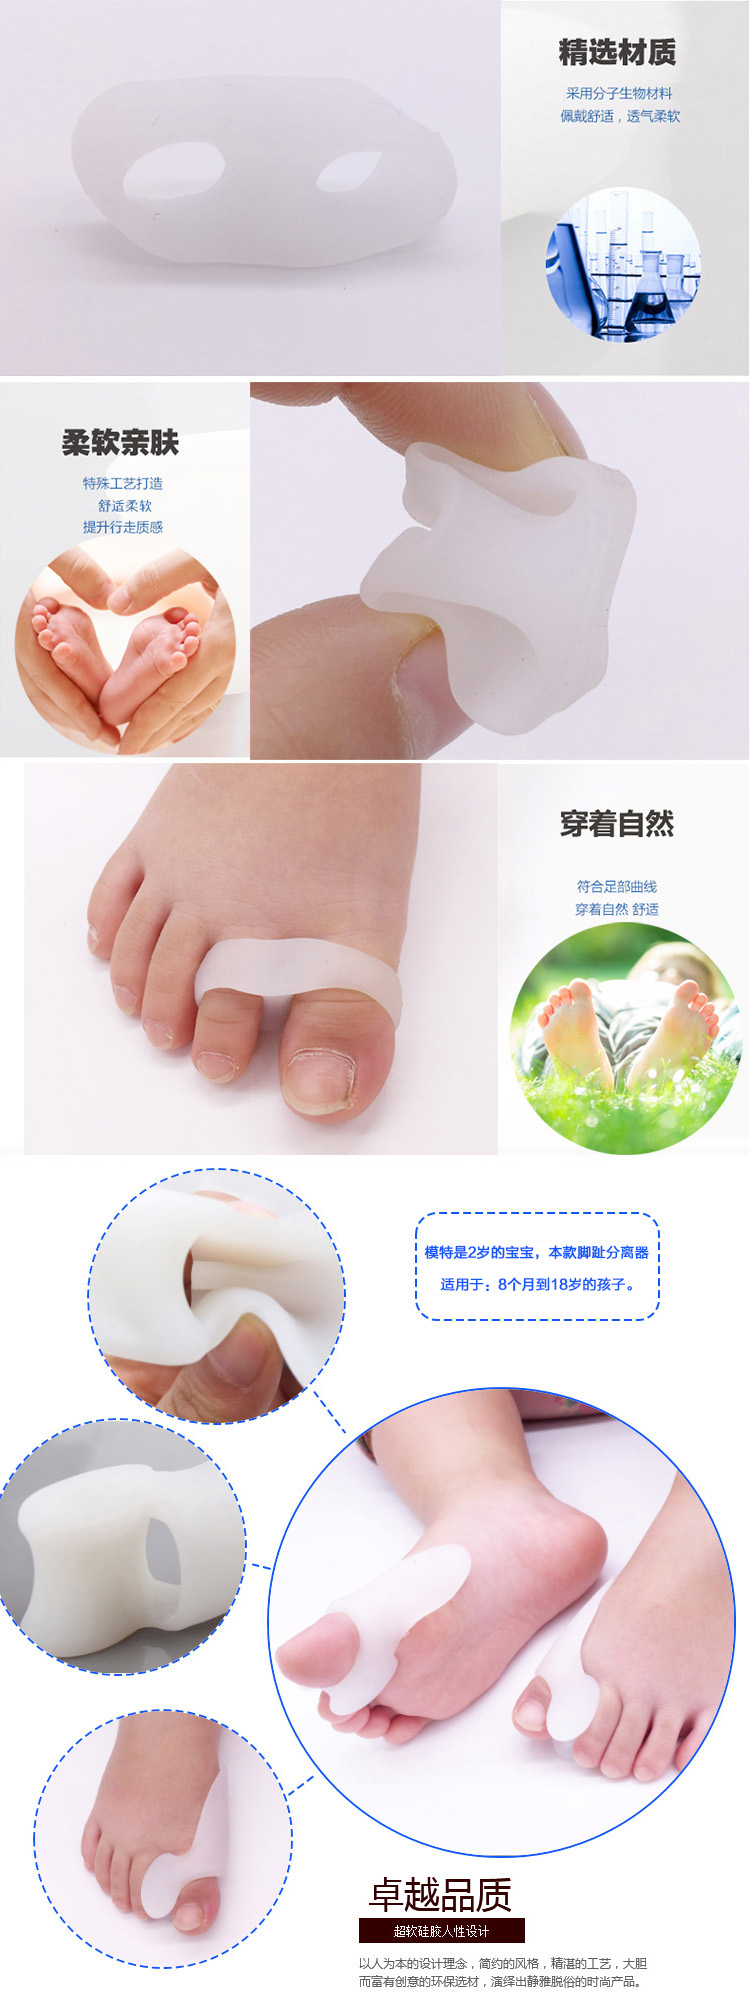 精选材质
采用分子生物材料
佩戴舒适，透气柔软
柔软亲肤
特殊工艺打造
舒适柔软
提升行走质感
穿着自然
符合足部曲线
穿着自然 舒适
模特是2岁的宝宝，本款脚趾分离器
适用于：8个月到18岁的孩子。
卓越品质
超软硅胶人性设计
以人为本的设计理念，简约的风格，精湛的工艺，大胆
而富有创意的环保选材，演绎出静雅脱俗的时尚产品。